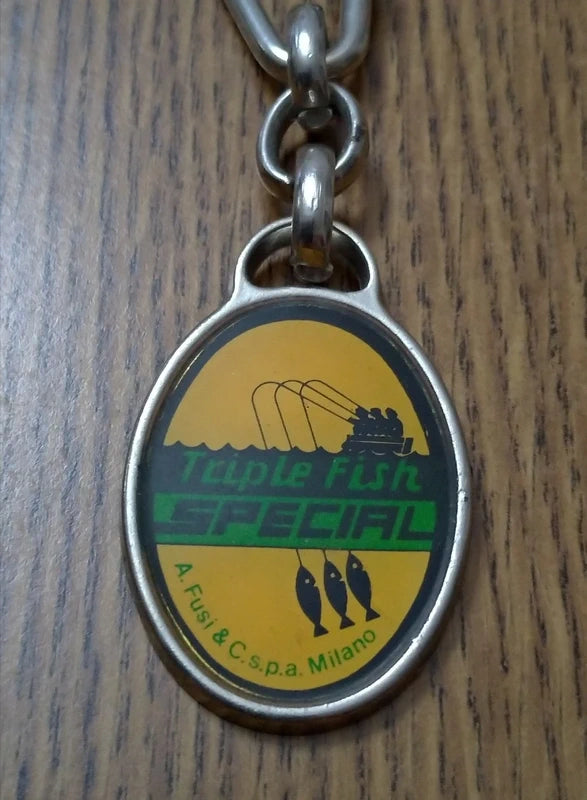 Triple Fish
SPECIAL
A. Fusi & C. s.p.a. Milano